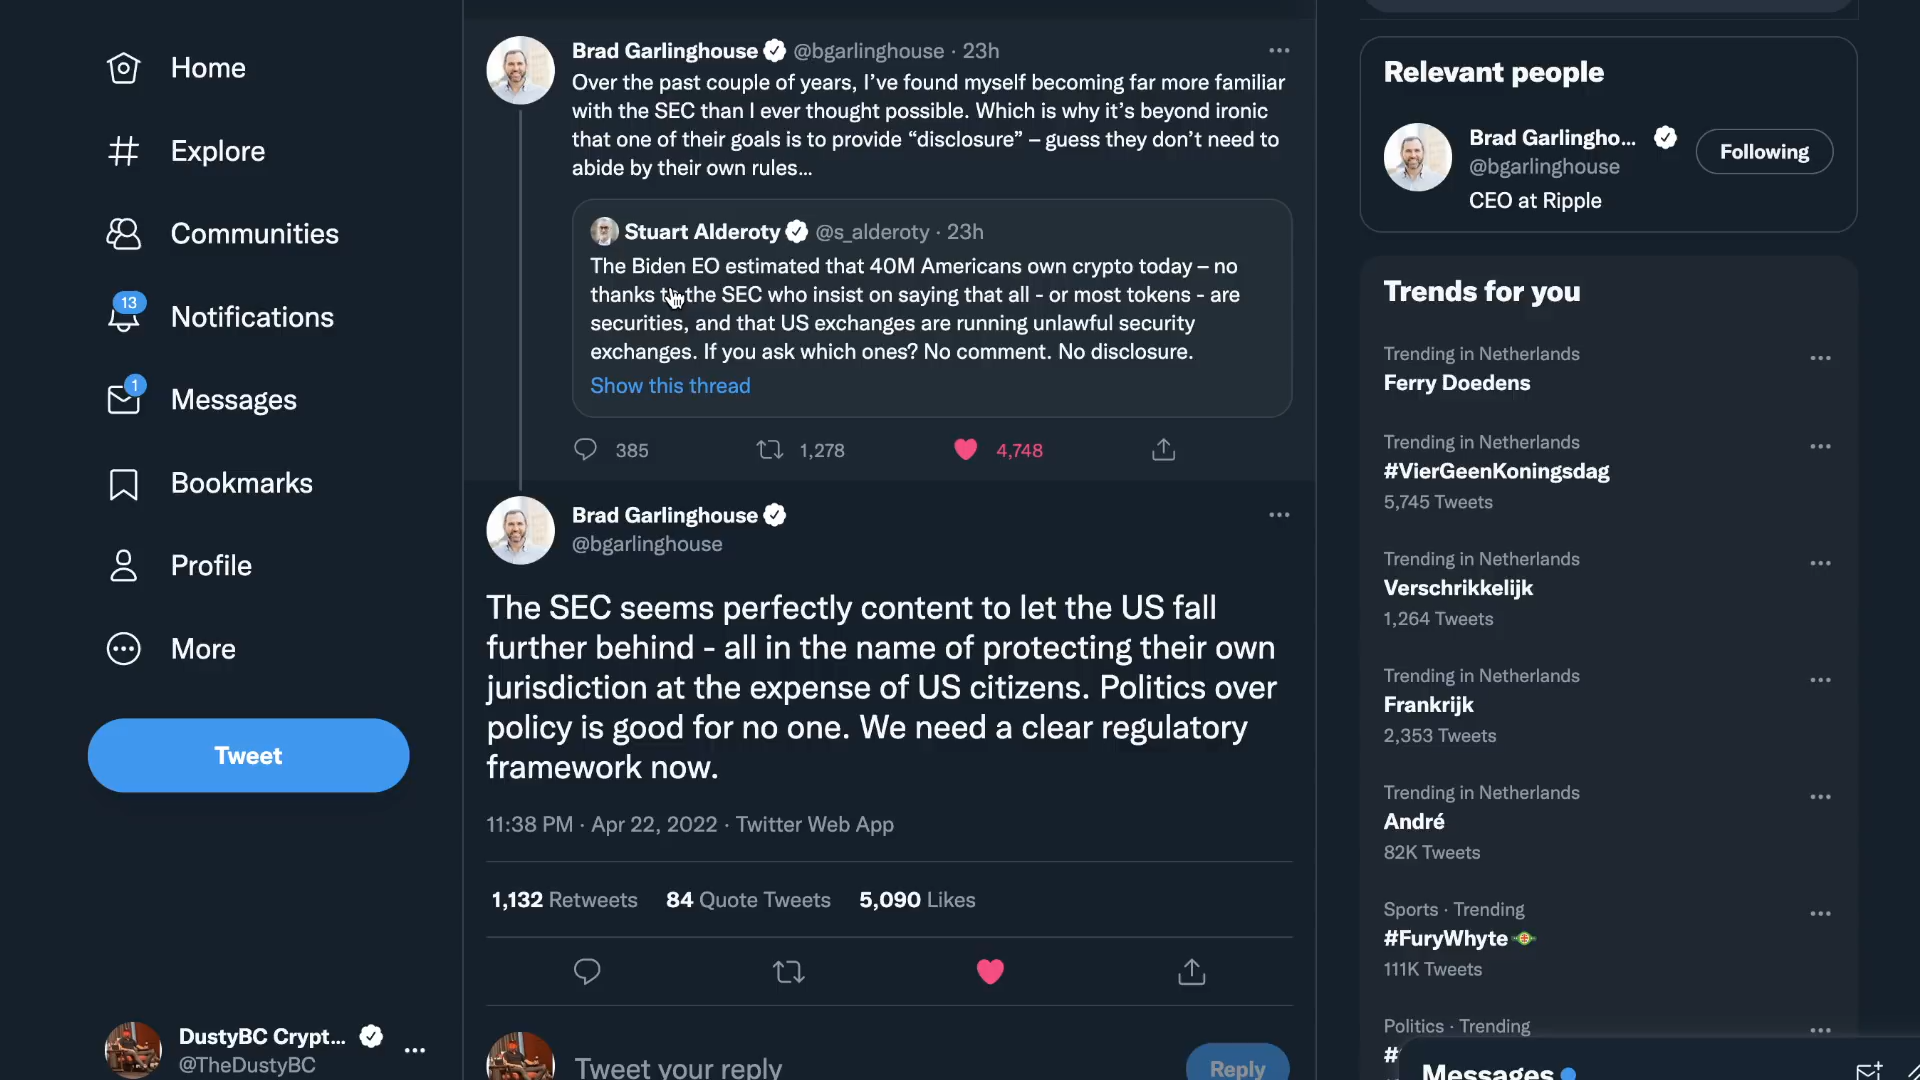 Home
Explore
Communities
13
Notifications
1
Messages
Bookmarks
Profile
More
Tweet
DustyBC Crypt...
@TheDustyBC
Brad Garlinghouse @bgarlinghouse · 23h
Over the past couple of years, I’ve found myself becoming far more familiar
with the SEC than I ever thought possible. Which is why it’s beyond ironic
that one of their goals is to provide “disclosure” – guess they don’t need to
abide by their own rules...
Stuart Alderoty @s_alderoty · 23h
The Biden EO estimated that 40M Americans own crypto today – no
thanks to the SEC who insist on saying that all - or most tokens - are
securities, and that US exchanges are running unlawful security
exchanges. If you ask which ones? No comment. No disclosure.
Show this thread
385 1,278 4,748
Brad Garlinghouse
@bgarlinghouse
The SEC seems perfectly content to let the US fall
further behind - all in the name of protecting their own
jurisdiction at the expense of US citizens. Politics over
policy is good for no one. We need a clear regulatory
framework now.
11:38 PM · Apr 22, 2022 · Twitter Web App
1,132 Retweets 84 Quote Tweets 5,090 Likes
Tweet your reply
Reply
Relevant people
Brad Garlingho...
@bgarlinghouse
Following
CEO at Ripple
Trends for you
Trending in Netherlands
Ferry Doedens
Trending in Netherlands
#VierGeenKoningsdag
5,745 Tweets
Trending in Netherlands
Verschrikkelijk
1,264 Tweets
Trending in Netherlands
Frankrijk
2,353 Tweets
Trending in Netherlands
André
82K Tweets
Sports · Trending
#FuryWhyte
111K Tweets
Politics · Trending
Messages